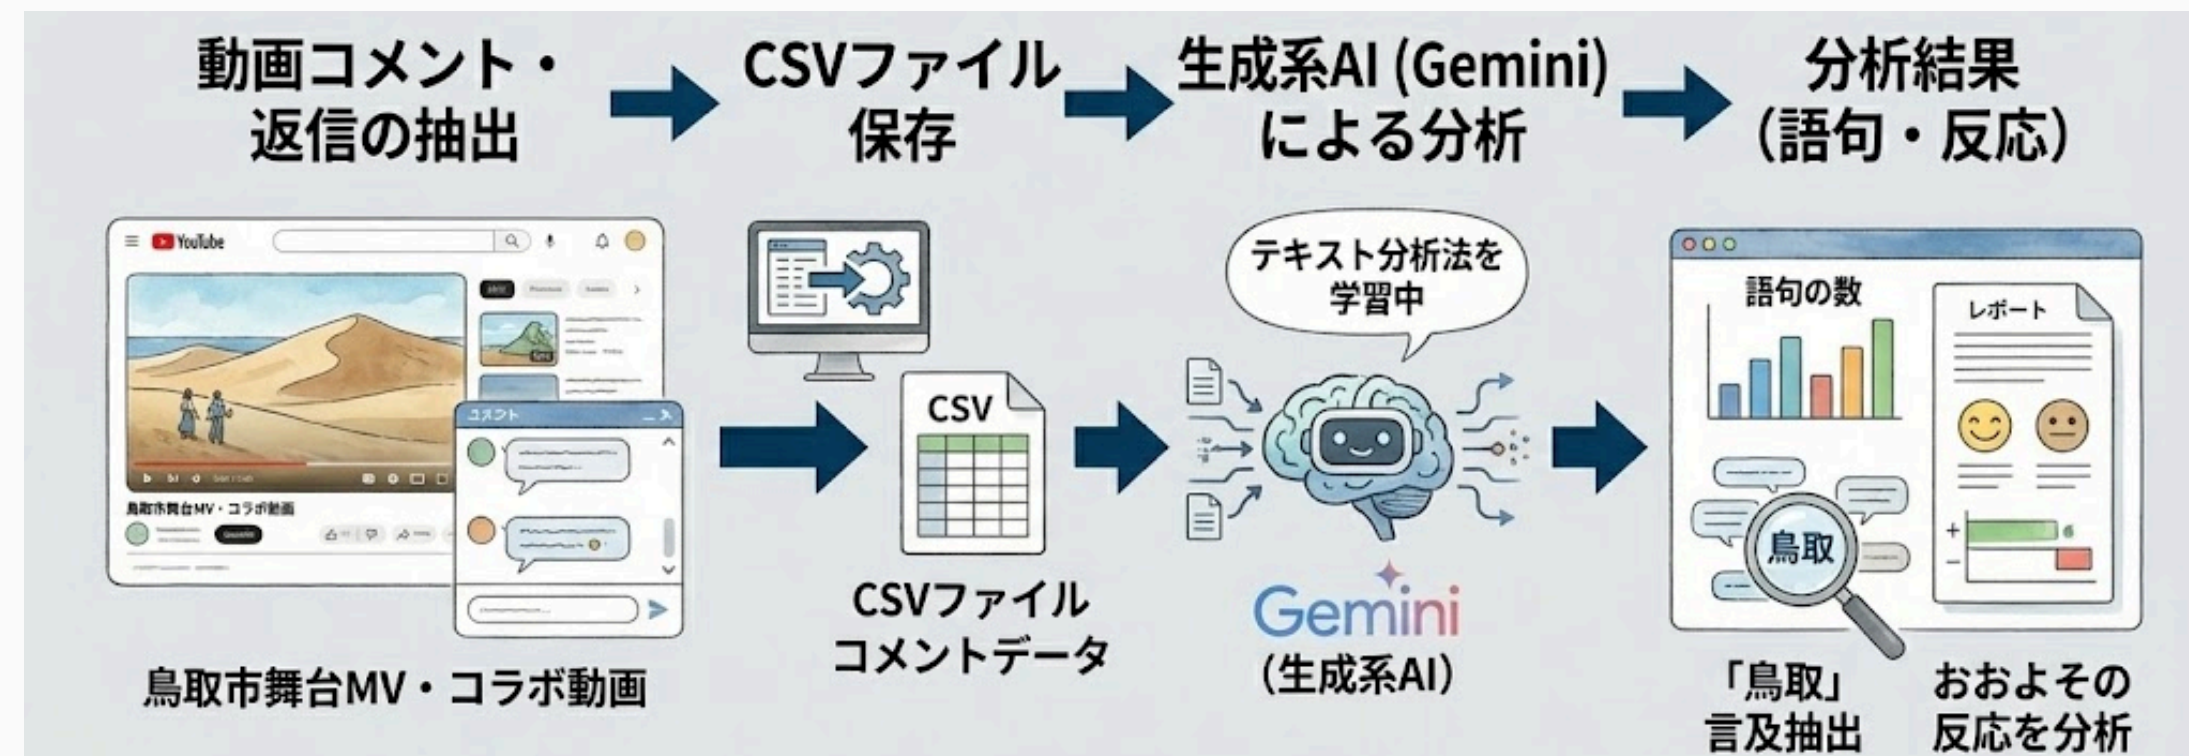 動画コメント・
返信の抽出
CSVファイル
保存
生成系AI (Gemini)
による分析
分析結果
（語句・反応）
YouTube
鳥取市舞台MV・コラボ動画
コメント
鳥取市舞台MV・コラボ動画
CSV
CSVファイル
コメントデータ
テキスト分析法を
学習中
Gemini
（生成系AI）
語句の数
レポート
鳥取
+
−
「鳥取」
言及抽出
おおよその
反応を分析